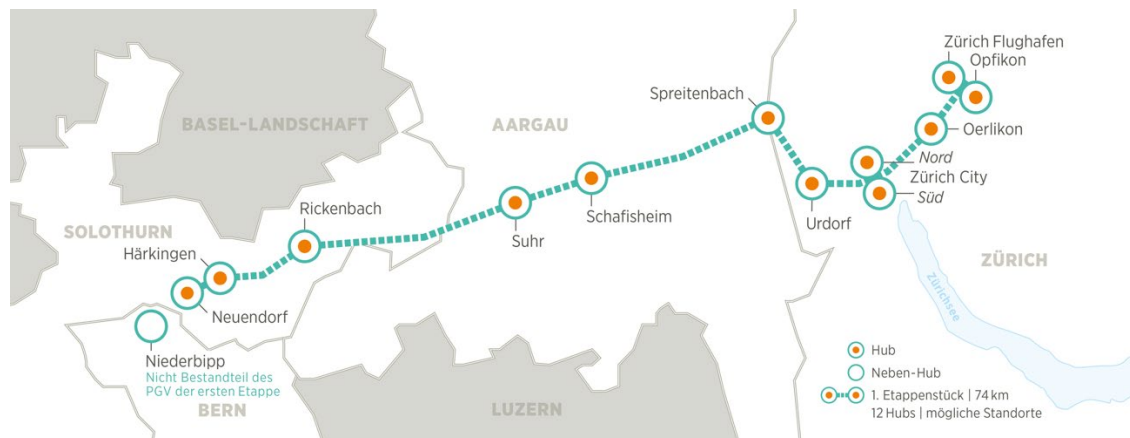 Zürich Flughafen
Opfikon
Spreitenbach
BASEL-LANDSCHAFT
AARGAU
Oerlikon
Nord
Zürich City
Süd
Rickenbach
Schafisheim
Urdorf
SOLOTHURN
Suhr
Härkingen
ZÜRICH
Zürichsee
Neuendorf
Niederbipp
Nicht Bestandteil des
PGV der ersten Etappe
BERN
LUZERN
Hub
Neben-Hub
1. Etappenstück | 74 km
12 Hubs | mögliche Standorte